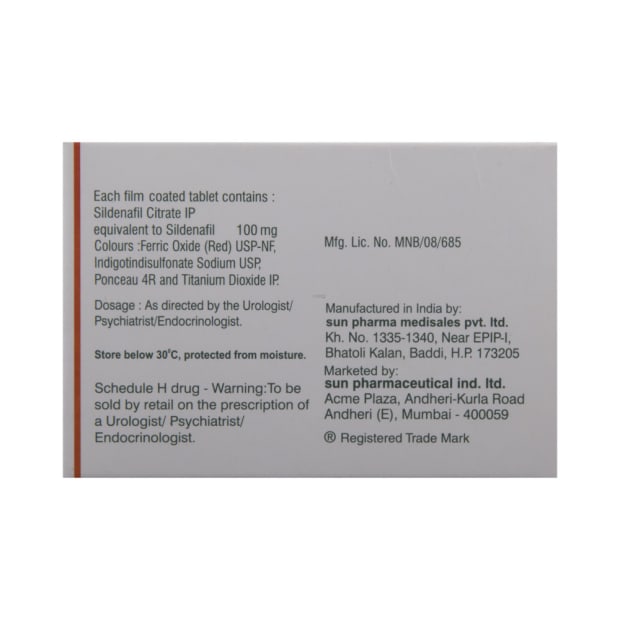 Each film coated tablet contains :
Sildenafil Citrate IP
equivalent to Sildenafil 100 mg
Colours :Ferric Oxide (Red) USP-NF,
Indigotindisulfonate Sodium USP,
Ponceau 4R and Titanium Dioxide IP.
Dosage : As directed by the Urologist/
Psychiatrist/Endocrinologist.
Store below 30°C, protected from moisture.
Schedule H drug - Warning:To be
sold by retail on the prescription of
a Urologist/ Psychiatrist/
Endocrinologist.
Mfg. Lic. No. MNB/08/685
Manufactured in India by:
sun pharma medisales pvt. ltd.
Kh. No. 1335-1340, Near EPIP-I,
Bhatoli Kalan, Baddi, H.P. 173205
Marketed by:
sun pharmaceutical ind. ltd.
Acme Plaza, Andheri-Kurla Road
Andheri (E), Mumbai - 400059
® Registered Trade Mark